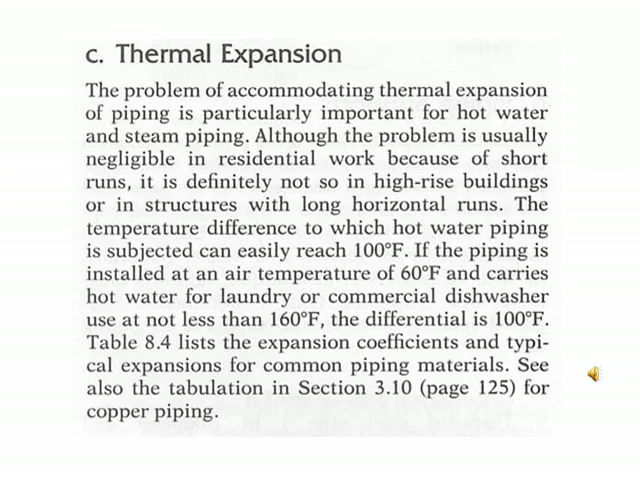 c. Thermal Expansion
The problem of accommodating thermal expansion
of piping is particularly important for hot water
and steam piping. Although the problem is usually
negligible in residential work because of short
runs, it is definitely not so in high-rise buildings
or in structures with long horizontal runs. The
temperature difference to which hot water piping
is subjected can easily reach 100°F. If the piping is
installed at an air temperature of 60°F and carries
hot water for laundry or commercial dishwasher
use at not less than 160°F, the differential is 100°F.
Table 8.4 lists the expansion coefficients and typi-
cal expansions for common piping materials. See
also the tabulation in Section 3.10 (page 125) for
copper piping.